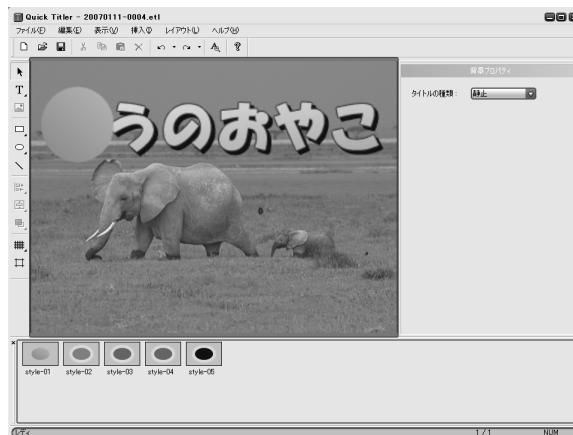 Quick Titler - 20070111-0004.etl
ファイル(F) 編集(E) 表示(V) 挿入(I) レイアウト(L) ヘルプ(H)
背景プロパティ
タイトルの種類: 静止
うのおやこ
style-01 style-02 style-03 style-04 style-05
レディ 1/1 NUM